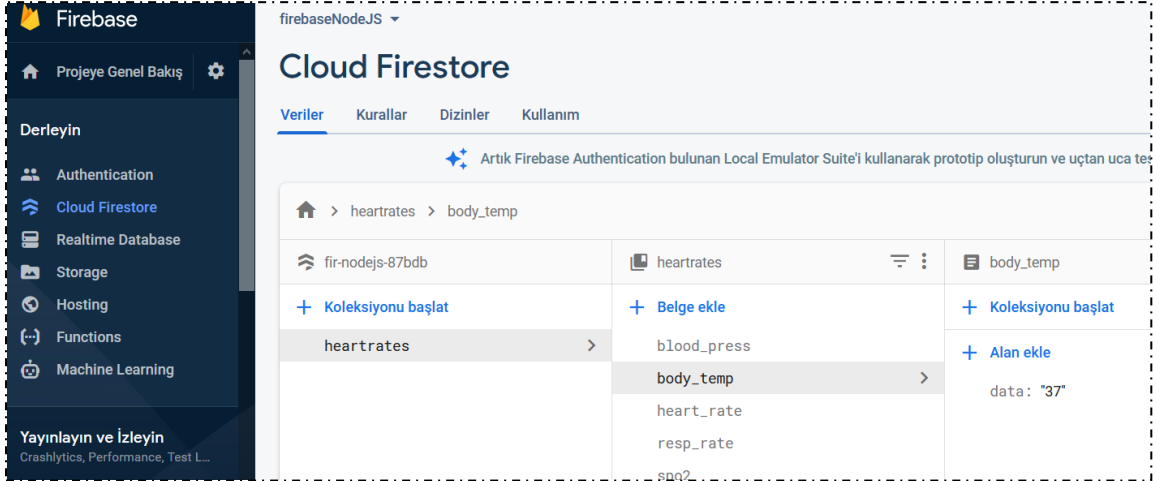 Firebase
Projeye Genel Bakış
Derleyin
Authentication
Cloud Firestore
Realtime Database
Storage
Hosting
Functions
Machine Learning
Yayınlayın ve İzleyin
Crashlytics, Performance, Test L...
firebaseNodeJS
Cloud Firestore
Veriler Kurallar Dizinler Kullanım
Artık Firebase Authentication bulunan Local Emulator Suite'i kullanarak prototip oluşturun ve uçtan uca
heartrates > body_temp
fir-nodejs-87bdb
Koleksiyonu başlat
heartrates
heartrates
Belge ekle
blood_press
body_temp
heart_rate
resp_rate
spo2
body_temp
Koleksiyonu başlat
Alan ekle
data: "37"